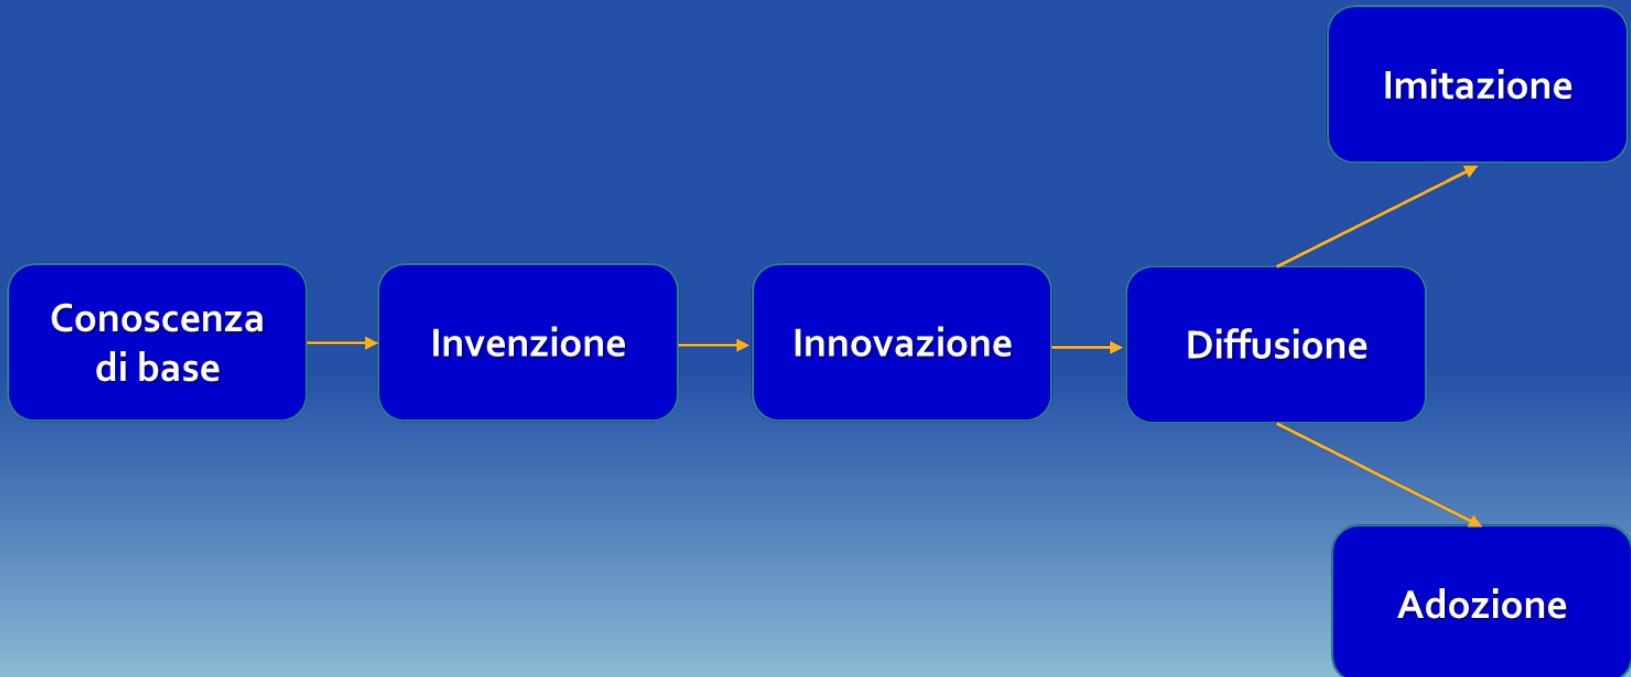 Imitazione
Conoscenza
di base
Invenzione
Innovazione
Diffusione
Adozione